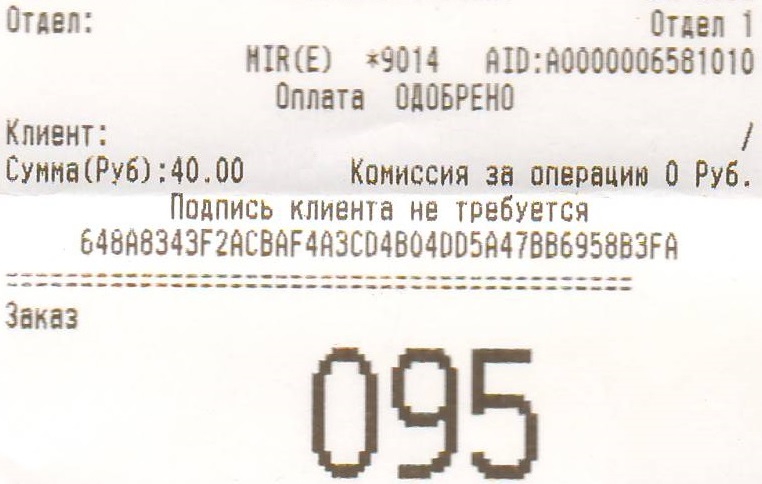 Отдел: Отдел 1
MIR(E) *9014 AID:A0000006581010
Оплата ОДОБРЕНО
Клиент: /
Сумма(Руб):40.00 Комиссия за операцию 0 Руб.
Подпись клиента не требуется
648A8343F2ACBAF4A3CD4B04DD5A47BB6958B3FA
================================
Заказ
095